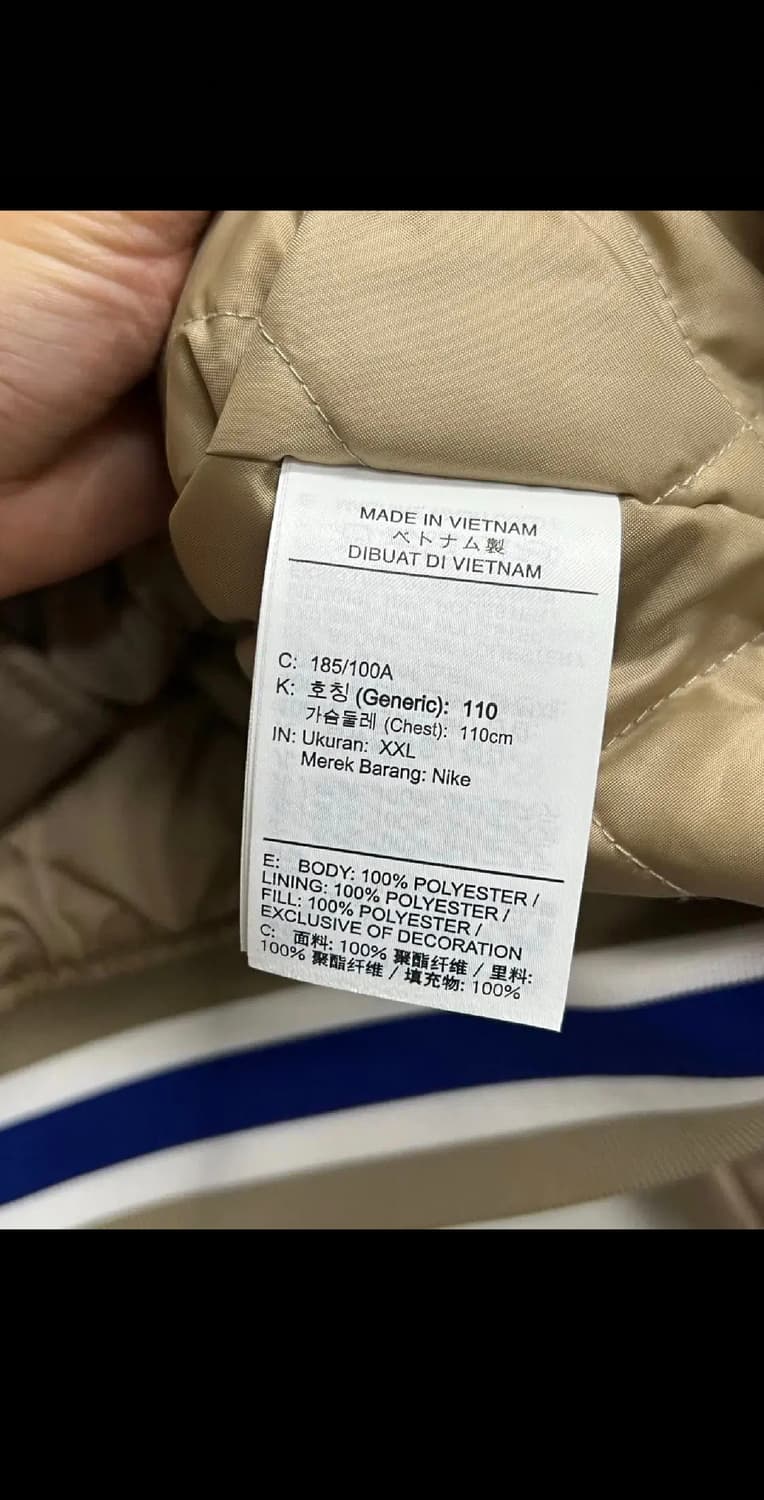 MADE IN VIETNAM
ベトナム製
DIBUAT DI VIETNAM
C: 185/100A
K: 호칭 (Generic): 110
가슴둘레 (Chest): 110cm
IN: Ukuran: XXL
Merek Barang: Nike
E: BODY: 100% POLYESTER /
LINING: 100% POLYESTER /
FILL: 100% POLYESTER /
EXCLUSIVE OF DECORATION
C: 面料: 100% 聚酯纤维 / 里料:
100% 聚酯纤维 / 填充物: 100%